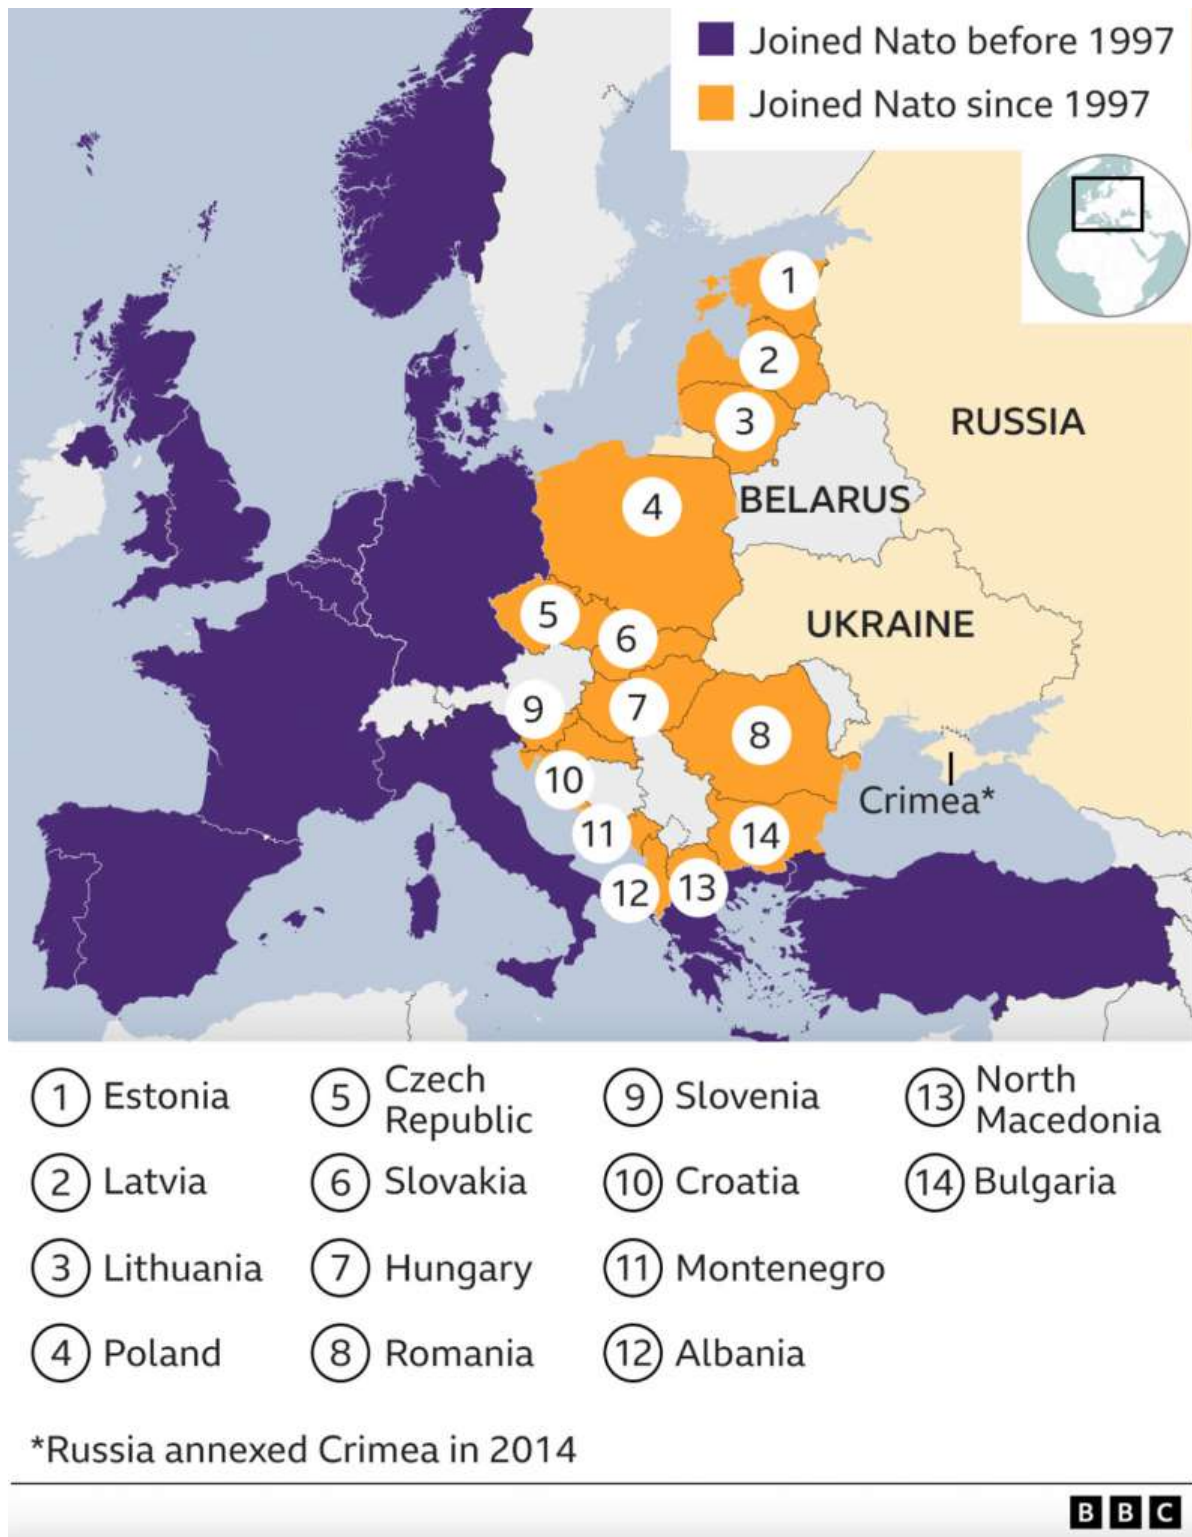 Joined Nato before 1997
Joined Nato since 1997
1
2
RUSSIA
3
BELARUS
4
5
UKRAINE
6
9
7
8
10
Crimea*
11
14
12
13
1 Estonia
2 Latvia
3 Lithuania
4 Poland
5 Czech
Republic
6 Slovakia
7 Hungary
8 Romania
9 Slovenia
10 Croatia
11 Montenegro
12 Albania
13 North
Macedonia
14 Bulgaria
*Russia annexed Crimea in 2014
BBC